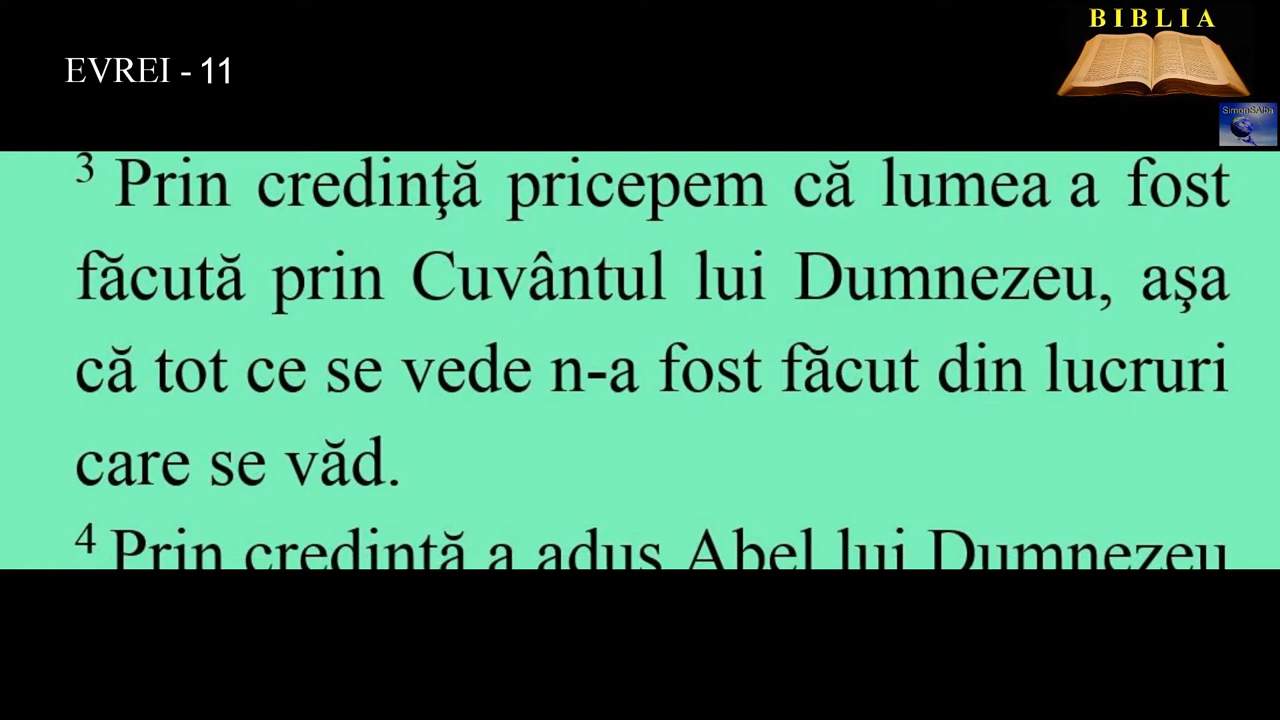 BIBLIA
EVREI - 11
SimonSAlba
3 Prin credinţă pricepem că lumea a fost
făcută prin Cuvântul lui Dumnezeu, aşa
că tot ce se vede n-a fost făcut din lucruri
care se văd.
4 Prin credinţă a adus Abel lui Dumnezeu